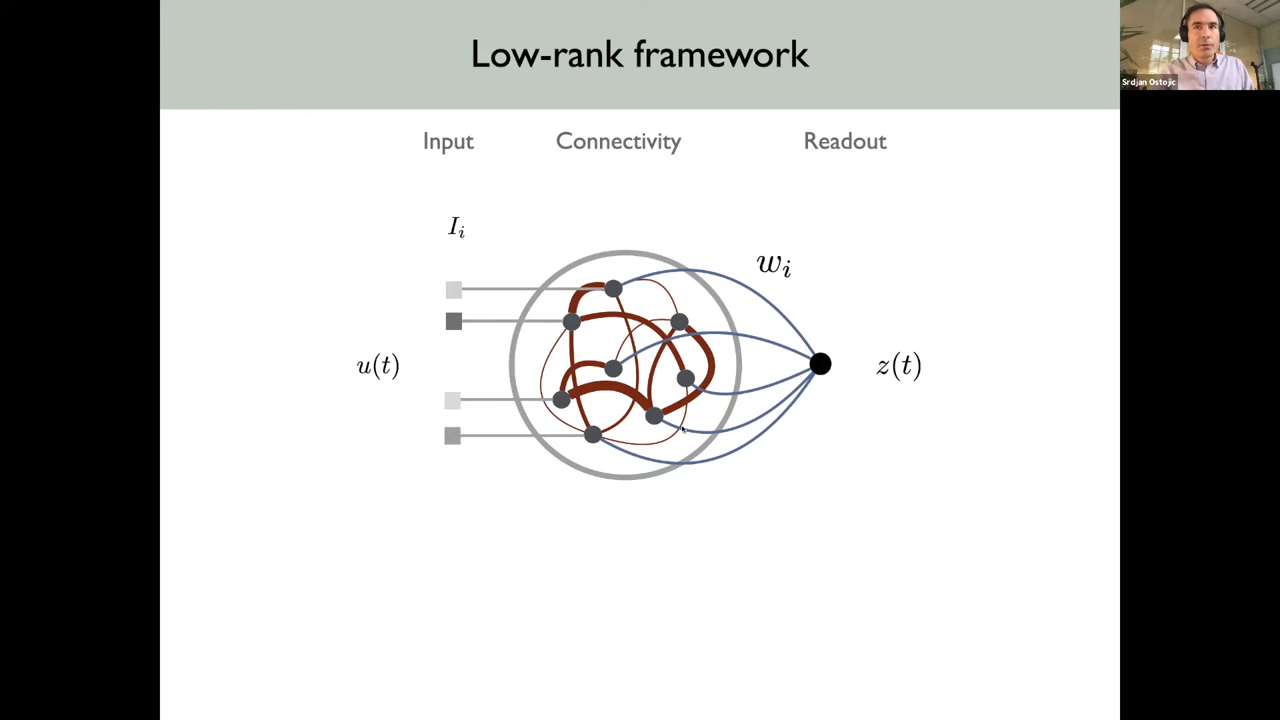 Low-rank framework
Srdjan Ostojic
Input Connectivity Readout
I_i
w_i
u(t)
z(t)